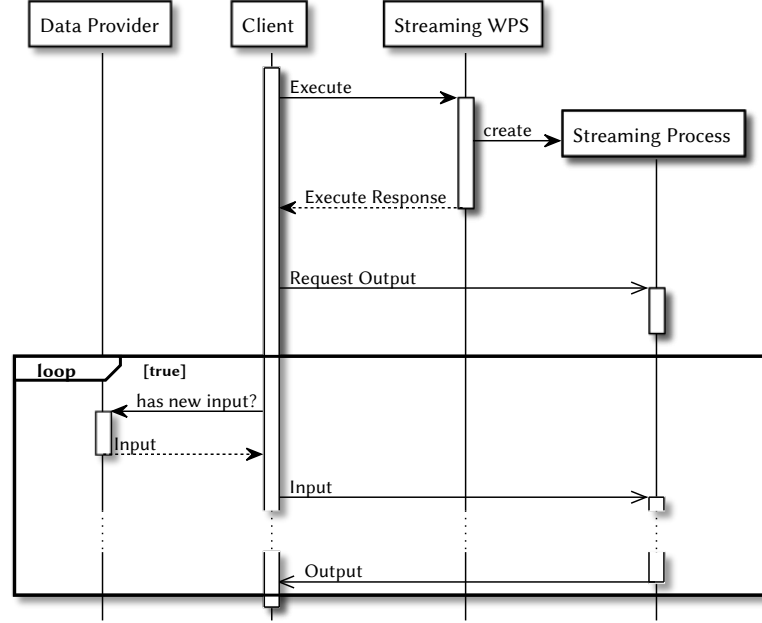 Data Provider
Client
Streaming WPS
Execute
create
Streaming Process
Execute Response
Request Output
loop
[true]
has new input?
Input
Input
Output